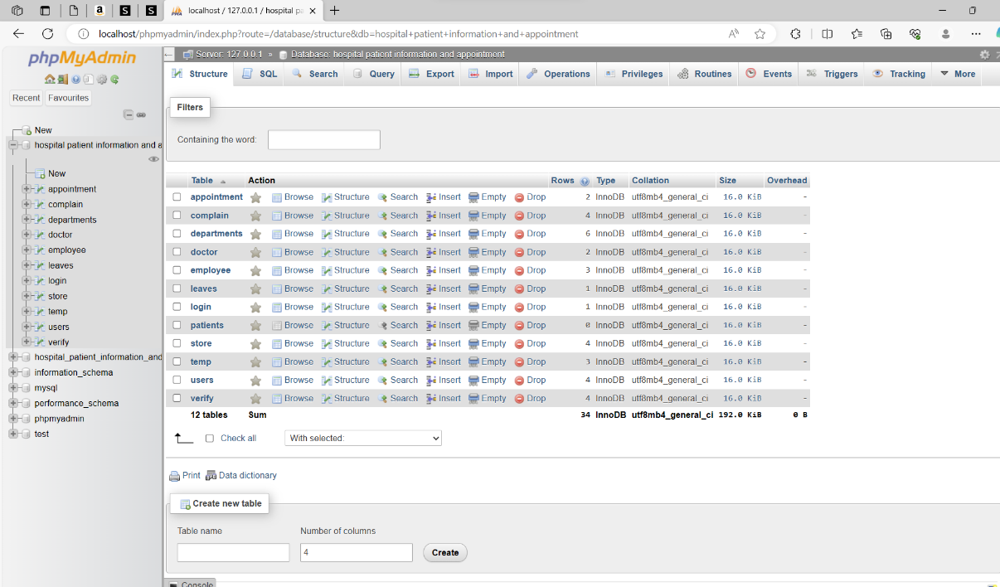 localhost / 127.0.0.1 / hospital pa
localhost/phpmyadmin/index.php?route=/database/structure&db=hospital+patient+information+and+appointment
phpMyAdmin
Recent Favourites
New
hospital patient information and a
New
appointment
complain
departments
doctor
employee
leaves
login
store
temp
users
verify
hospital_patient_information_and
information_schema
mysql
performance_schema
phpmyadmin
test
Server: 127.0.0.1 » Database: hospital patient information and appointment
Structure SQL Search Query Export Import Operations Privileges Routines Events Triggers Tracking More
Filters
Containing the word:
Table Action Rows Type Collation Size Overhead
appointment Browse Structure Search Insert Empty Drop 2 InnoDB utf8mb4_general_ci 16.0 KiB -
complain Browse Structure Search Insert Empty Drop 4 InnoDB utf8mb4_general_ci 16.0 KiB -
departments Browse Structure Search Insert Empty Drop 6 InnoDB utf8mb4_general_ci 16.0 KiB -
doctor Browse Structure Search Insert Empty Drop 2 InnoDB utf8mb4_general_ci 16.0 KiB -
employee Browse Structure Search Insert Empty Drop 3 InnoDB utf8mb4_general_ci 16.0 KiB -
leaves Browse Structure Search Insert Empty Drop 1 InnoDB utf8mb4_general_ci 16.0 KiB -
login Browse Structure Search Insert Empty Drop 1 InnoDB utf8mb4_general_ci 16.0 KiB -
patients Browse Structure Search Insert Empty Drop 0 InnoDB utf8mb4_general_ci 16.0 KiB -
store Browse Structure Search Insert Empty Drop 4 InnoDB utf8mb4_general_ci 16.0 KiB -
temp Browse Structure Search Insert Empty Drop 3 InnoDB utf8mb4_general_ci 16.0 KiB -
users Browse Structure Search Insert Empty Drop 4 InnoDB utf8mb4_general_ci 16.0 KiB -
verify Browse Structure Search Insert Empty Drop 4 InnoDB utf8mb4_general_ci 16.0 KiB -
12 tables Sum 34 InnoDB utf8mb4_general_ci 192.0 KiB 0 B
Check all With selected:
Print Data dictionary
Create new table
Table name Number of columns
4 Create
Console